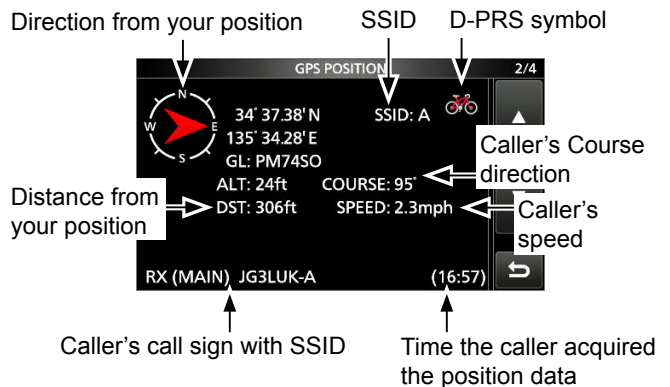 Direction from your position
SSID
D-PRS symbol
GPS POSITION
2/4
N
W
E
S
34° 37.38' N
SSID: A
135° 34.28' E
GL: PM74SO
ALT: 24ft
COURSE: 95°
DST: 306ft
SPEED: 2.3mph
Caller's Course
direction
Distance from
your position
Caller's
speed
RX (MAIN) JG3LUK-A
(16:57)
Caller's call sign with SSID
Time the caller acquired
the position data